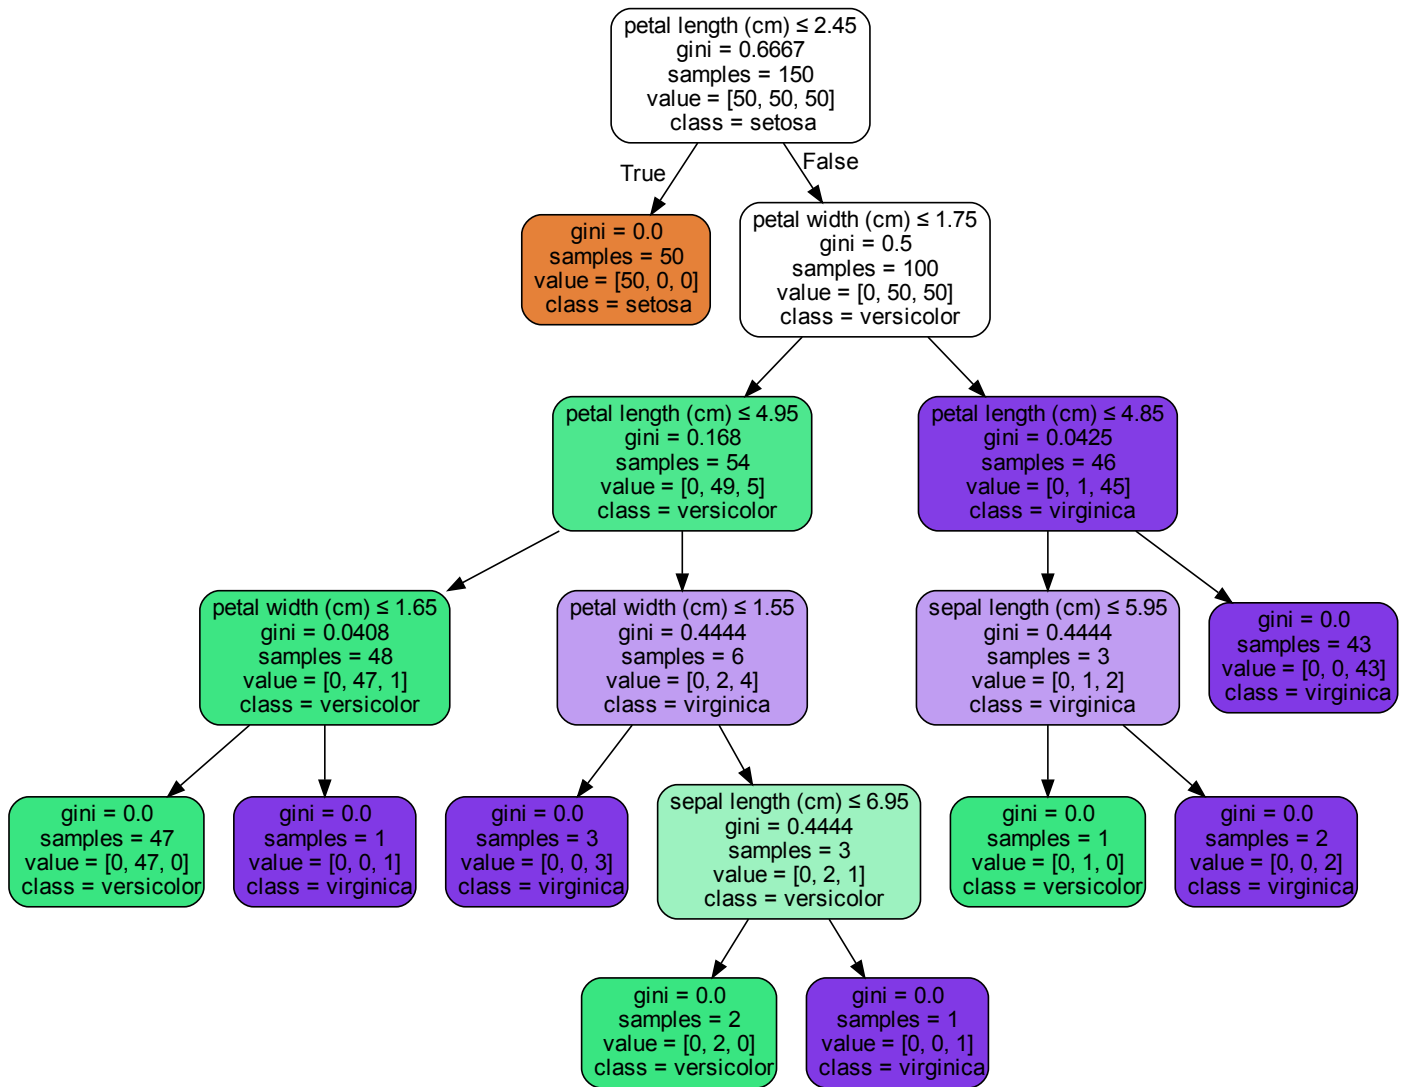 petal length (cm) ≤ 2.45
gini = 0.6667
samples = 150
value = [50, 50, 50]
class = setosa
True
False
gini = 0.0
samples = 50
value = [50, 0, 0]
class = setosa
petal width (cm) ≤ 1.75
gini = 0.5
samples = 100
value = [0, 50, 50]
class = versicolor
petal length (cm) ≤ 4.95
gini = 0.168
samples = 54
value = [0, 49, 5]
class = versicolor
petal length (cm) ≤ 4.85
gini = 0.0425
samples = 46
value = [0, 1, 45]
class = virginica
petal width (cm) ≤ 1.65
gini = 0.0408
samples = 48
value = [0, 47, 1]
class = versicolor
petal width (cm) ≤ 1.55
gini = 0.4444
samples = 6
value = [0, 2, 4]
class = virginica
sepal length (cm) ≤ 5.95
gini = 0.4444
samples = 3
value = [0, 1, 2]
class = virginica
gini = 0.0
samples = 43
value = [0, 0, 43]
class = virginica
gini = 0.0
samples = 47
value = [0, 47, 0]
class = versicolor
gini = 0.0
samples = 1
value = [0, 0, 1]
class = virginica
gini = 0.0
samples = 3
value = [0, 0, 3]
class = virginica
sepal length (cm) ≤ 6.95
gini = 0.4444
samples = 3
value = [0, 2, 1]
class = versicolor
gini = 0.0
samples = 1
value = [0, 1, 0]
class = versicolor
gini = 0.0
samples = 2
value = [0, 0, 2]
class = virginica
gini = 0.0
samples = 2
value = [0, 2, 0]
class = versicolor
gini = 0.0
samples = 1
value = [0, 0, 1]
class = virginica